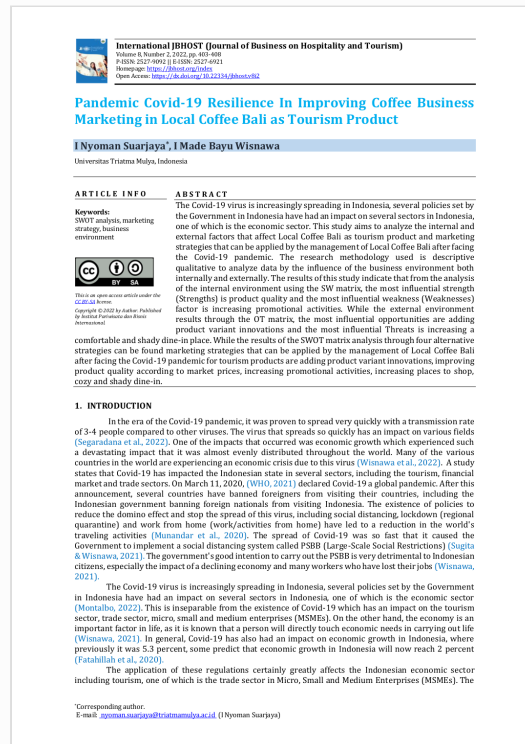 International JBHOST (Journal of Business on Hospitality and Tourism)
Volume 8, Number 2, 2022, pp. 403-408
P-ISSN: 2527-9092 || E-ISSN: 2527-6921
Homepage: https://jbhost.org/index
Open Access: https://dx.doi.org/10.22334/jbhost.v8i2
Pandemic Covid-19 Resilience In Improving Coffee Business
Marketing in Local Coffee Bali as Tourism Product
I Nyoman Suarjaya*, I Made Bayu Wisnawa
Universitas Triatma Mulya, Indonesia
ARTICLE INFO
Keywords:
SWOT analysis, marketing
strategy, business
environment
CC BY SA
This is an open access article under the
CC BY-SA license.
Copyright © 2022 by Author. Published
by Institut Pariwisata dan Bisnis
Internasional
ABSTRACT
The Covid-19 virus is increasingly spreading in Indonesia, several policies set by
the Government in Indonesia have had an impact on several sectors in Indonesia,
one of which is the economic sector. This study aims to analyze the internal and
external factors that affect Local Coffee Bali as tourism product and marketing
strategies that can be applied by the management of Local Coffee Bali after facing
the Covid-19 pandemic. The research methodology used is descriptive
qualitative to analyze data by the influence of the business environment both
internally and externally. The results of this study indicate that from the analysis
of the internal environment using the SW matrix, the most influential strength
(Strengths) is product quality and the most influential weakness (Weaknesses)
factor is increasing promotional activities. While the external environment
results through the OT matrix, the most influential opportunities are adding
product variant innovations and the most influential Threats is increasing a
comfortable and shady dine-in place. While the results of the SWOT matrix analysis through four alternative
strategies can be found marketing strategies that can be applied by the management of Local Coffee Bali
after facing the Covid-19 pandemic for tourism products are adding product variant innovations, improving
product quality according to market prices, increasing promotional activities, increasing places to shop,
cozy and shady dine-in.
1. INTRODUCTION
In the era of the Covid-19 pandemic, it was proven to spread very quickly with a transmission rate
of 3-4 people compared to other viruses. The virus that spreads so quickly has an impact on various fields
(Segaradana et al., 2022). One of the impacts that occurred was economic growth which experienced such
a devastating impact that it was almost evenly distributed throughout the world. Many of the various
countries in the world are experiencing an economic crisis due to this virus (Wisnawa et al., 2022). A study
states that Covid-19 has impacted the Indonesian state in several sectors, including the tourism, financial
market and trade sectors. On March 11, 2020, (WHO, 2021) declared Covid-19 a global pandemic. After this
announcement, several countries have banned foreigners from visiting their countries, including the
Indonesian government banning foreign nationals from visiting Indonesia. The existence of policies to
reduce the domino effect and stop the spread of this virus, including social distancing, lockdown (regional
quarantine) and work from home (work/activities from home) have led to a reduction in the world's
traveling activities (Munandar et al., 2020). The spread of Covid-19 was so fast that it caused the
Government to implement a social distancing system called PSBB (Large-Scale Social Restrictions) (Sugita
& Wisnawa, 2021). The government's good intention to carry out the PSBB is very detrimental to Indonesian
citizens, especially the impact of a declining economy and many workers who have lost their jobs (Wisnawa,
2021).
The Covid-19 virus is increasingly spreading in Indonesia, several policies set by the Government
in Indonesia have had an impact on several sectors in Indonesia, one of which is the economic sector
(Montalbo, 2022). This is inseparable from the existence of Covid-19 which has an impact on the tourism
sector, trade sector, micro, small and medium enterprises (MSMEs). On the other hand, the economy is an
important factor in life, as it is known that a person will directly touch economic needs in carrying out life
(Wisnawa, 2021). In general, Covid-19 has also had an impact on economic growth in Indonesia, where
previously it was 5.3 percent, some predict that economic growth in Indonesia will now reach 2 percent
(Fatahillah et al., 2020).
The application of these regulations certainly greatly affects the Indonesian economic sector
including tourism, one of which is the trade sector in Micro, Small and Medium Enterprises (MSMEs). The
*Corresponding author.
E-mail: nyoman.suarjaya@triatmamulya.ac.id (I Nyoman Suarjaya)